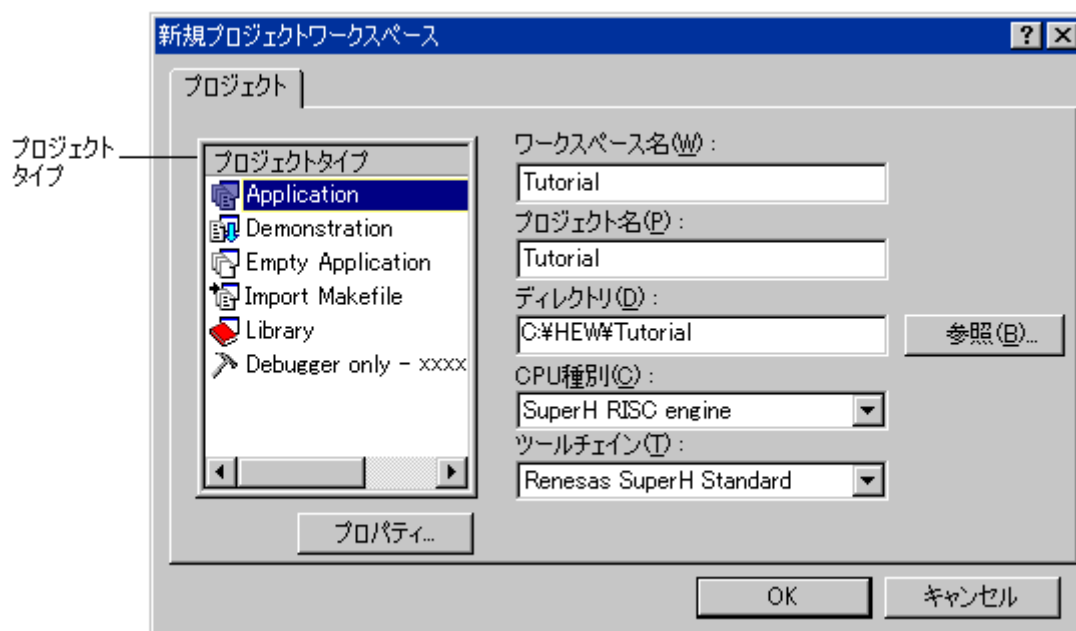 新規プロジェクトワークスペース
プロジェクト
プロジェクト
タイプ
プロジェクトタイプ
Application
Demonstration
Empty Application
Import Makefile
Library
Debugger only - xxxx
プロパティ...
ワークスペース名(W) :
Tutorial
プロジェクト名(P) :
Tutorial
ディレクトリ(D) :
C:¥HEW¥Tutorial
参照(B)...
CPU種別(C) :
SuperH RISC engine
ツールチェイン(T) :
Renesas SuperH Standard
OK
キャンセル